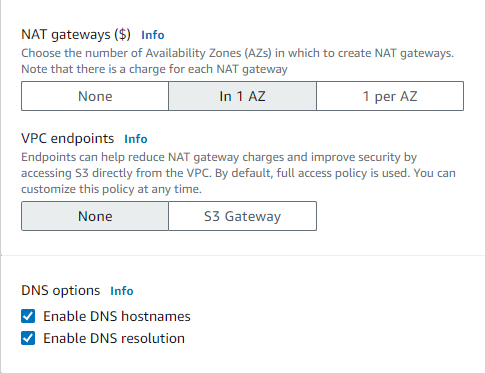 NAT gateways ($) Info
Choose the number of Availability Zones (AZs) in which to create NAT gateways.
Note that there is a charge for each NAT gateway
None In 1 AZ 1 per AZ
VPC endpoints Info
Endpoints can help reduce NAT gateway charges and improve security by
accessing S3 directly from the VPC. By default, full access policy is used. You can
customize this policy at any time.
None S3 Gateway
DNS options Info
Enable DNS hostnames
Enable DNS resolution